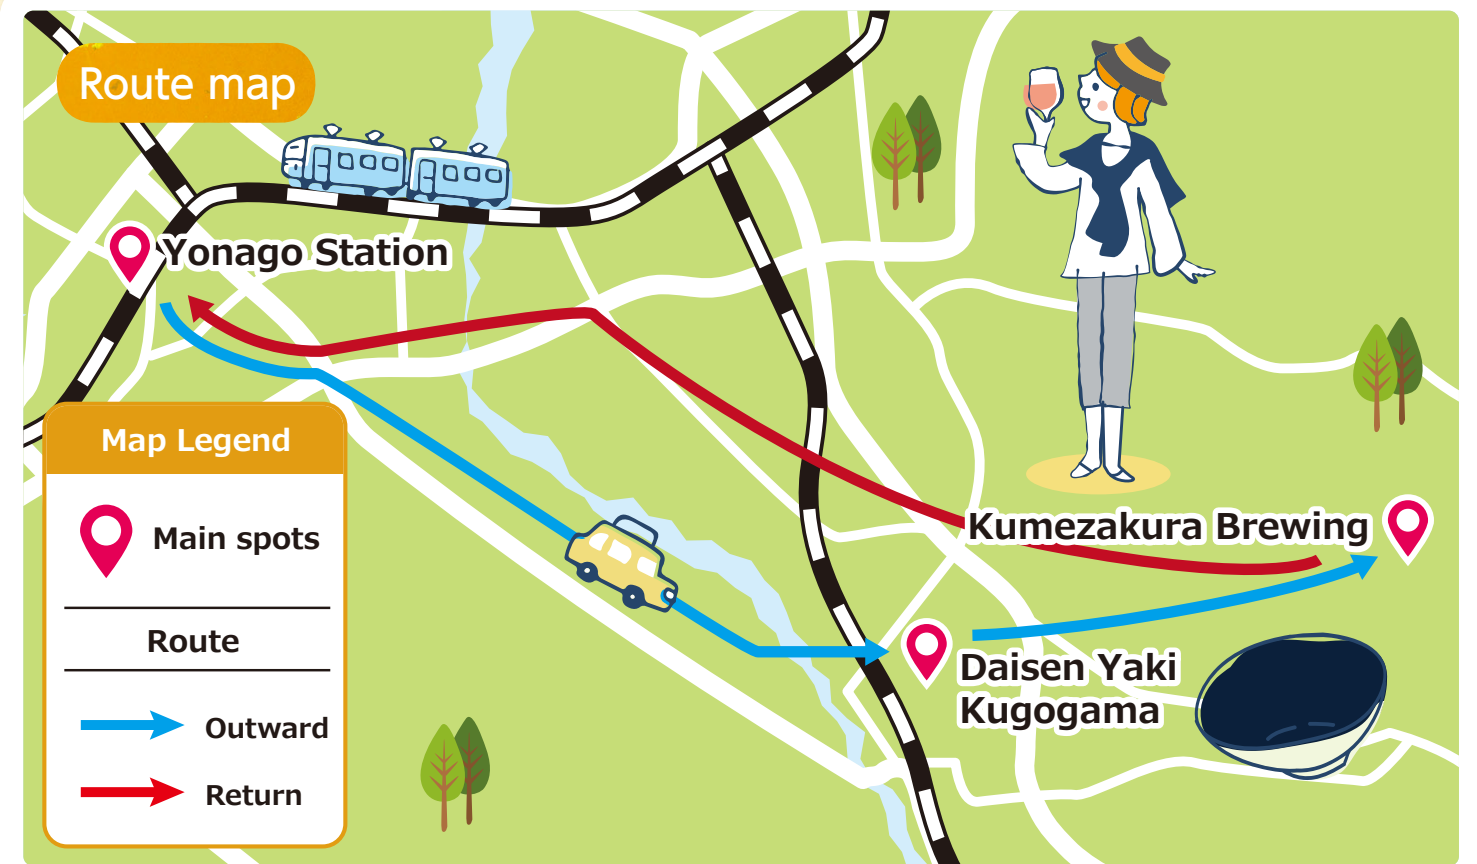 Route map
Yonago Station
Map Legend
Main spots
Route
Outward
Return
Kumezakura Brewing
Daisen Yaki
Kugogama